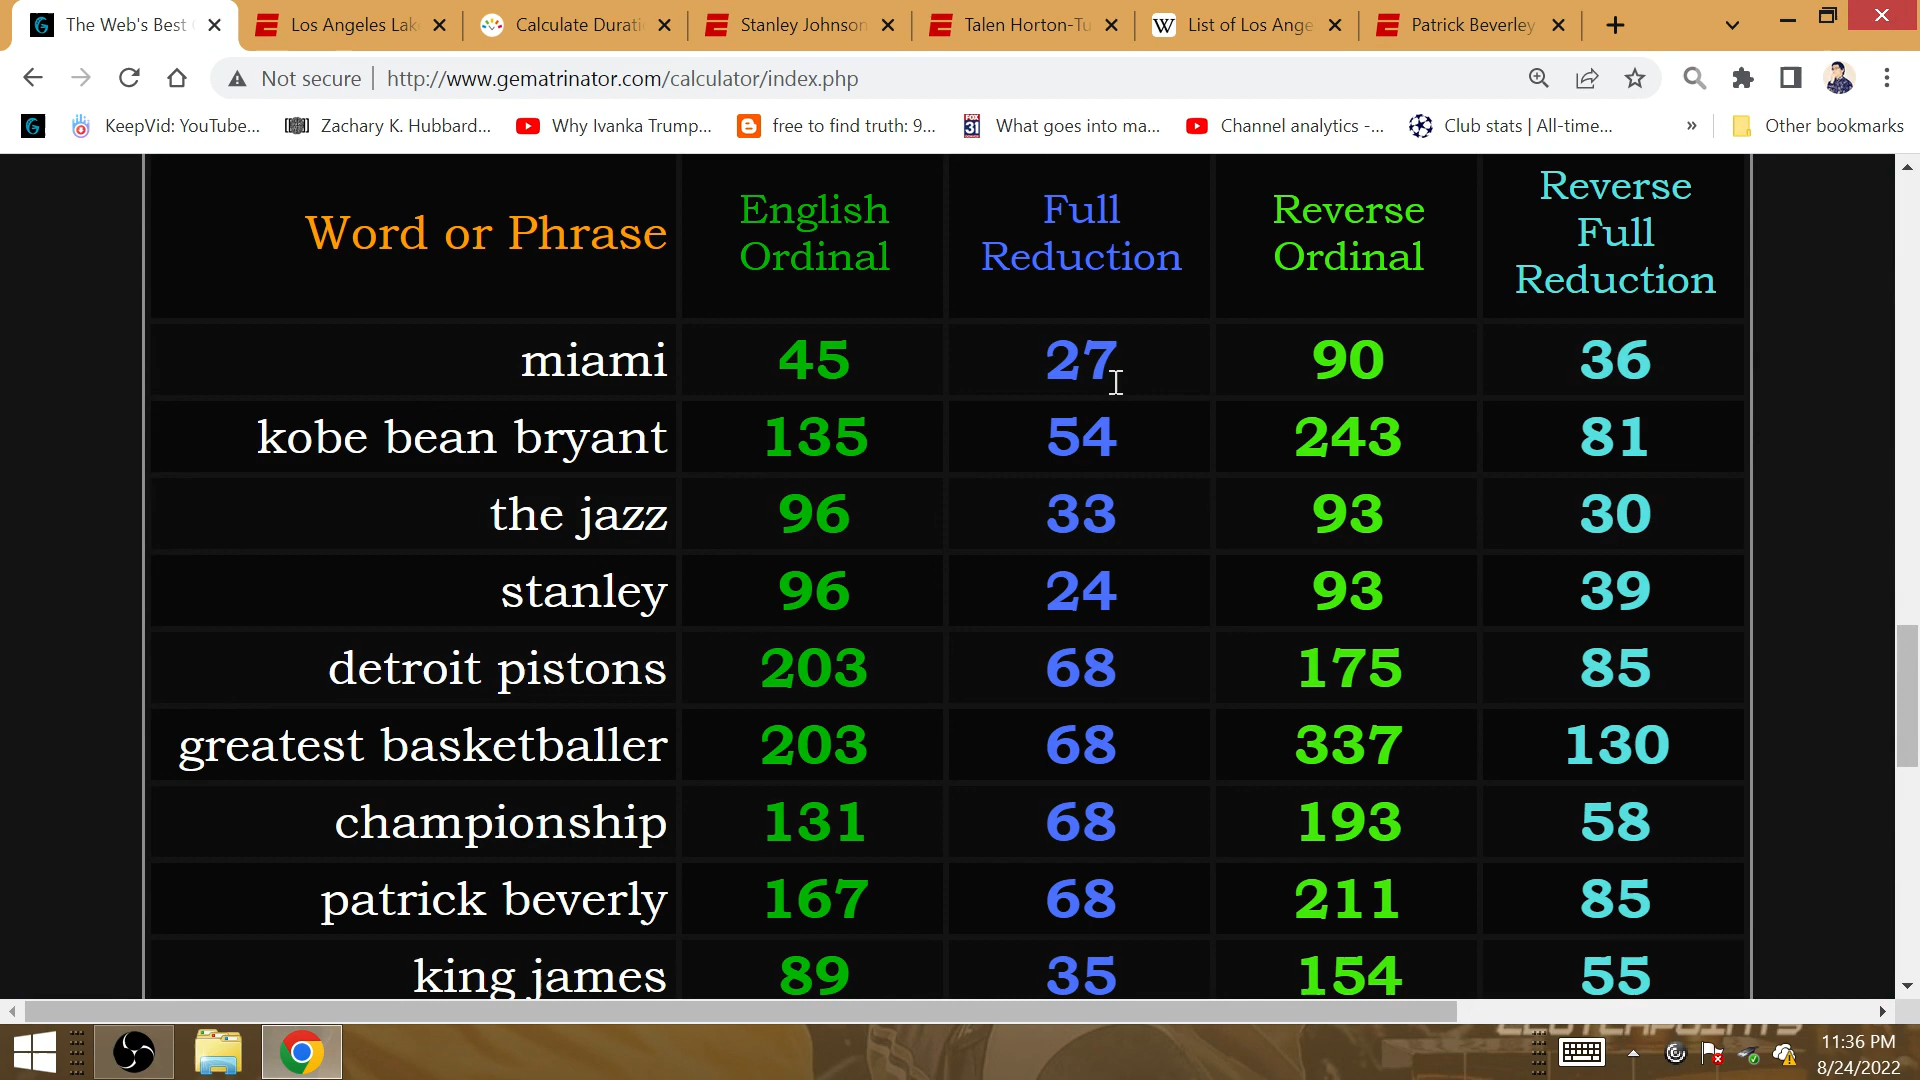 The Web's Best
Los Angeles Lak
Calculate Durati
Stanley Johnson
Talen Horton-Tu
List of Los Ange
Patrick Beverley
Not secure
http://www.gematrinator.com/calculator/index.php
KeepVid: YouTube...
Zachary K. Hubbard...
Why Ivanka Trump...
free to find truth: 9...
What goes into ma...
Channel analytics -...
Club stats | All-time...
»
Other bookmarks
Word or Phrase
English Ordinal
Full Reduction
Reverse Ordinal
Reverse Full Reduction
miami 45 27 90 36
kobe bean bryant 135 54 243 81
the jazz 96 33 93 30
stanley 96 24 93 39
detroit pistons 203 68 175 85
greatest basketballer 203 68 337 130
championship 131 68 193 58
patrick beverly 167 68 211 85
king james 89 35 154 55
CLUTCHPOINTS
11:36 PM
8/24/2022